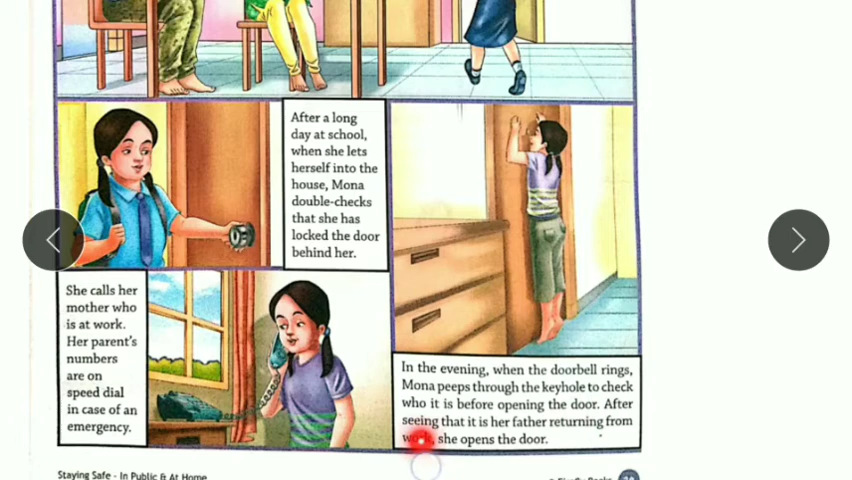 After a long
day at school,
when she lets
herself into the
house, Mona
double-checks
that she has
locked the door
behind her.
She calls her
mother who
is at work.
Her parent's
numbers
are on
speed dial
in case of an
emergency.
In the evening, when the doorbell rings,
Mona peeps through the keyhole to check
who it is before opening the door. After
seeing that it is her father returning from
work, she opens the door.
Staying Safe - In Public & At Home